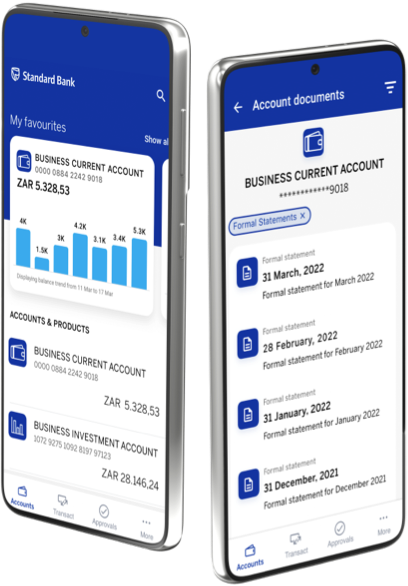 Standard Bank
My favourites
Show al
BUSINESS CURRENT ACCOUNT
0000 0884 2242 9018
ZAR 5.328,53
4K
1.5K
3K
4.2K
3.1K
3.4K
5.3K
Displaying balance trend from 11 Mar to 17 Mar
ACCOUNTS & PRODUCTS
BUSINESS CURRENT ACCOUNT
0000 0884 2242 9018
ZAR 5.328,53
BUSINESS INVESTMENT ACCOUNT
1072 9275 1092 8197 97123
ZAR 28.146,24
Accounts
Transact
Approvals
More
Account documents
BUSINESS CURRENT ACCOUNT
************9018
Formal Statements ×
Formal statement
31 March, 2022
Formal statement for March 2022
Formal statement
28 February, 2022
Formal statement for February 2022
Formal statement
31 January, 2022
Formal statement for January 2022
Formal statement
31 December, 2021
Formal statement for December 2021
Accounts
Transact
Approvals
More